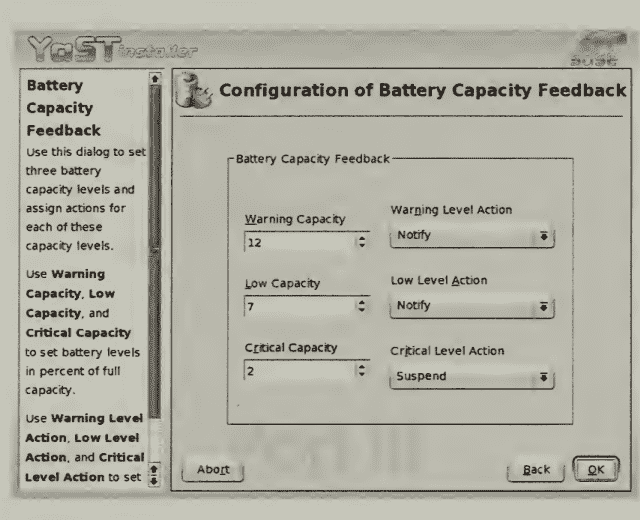 YaST installer
SUSE
Battery
Capacity
Feedback
Use this dialog to set
three battery
capacity levels and
assign actions for
each of these
capacity levels.
Use Warning
Capacity, Low
Capacity, and
Critical Capacity
to set battery levels
in percent of full
capacity.
Use Warning Level
Action, Low Level
Action, and Critical
Level Action to set
Configuration of Battery Capacity Feedback
Battery Capacity Feedback
Warning Capacity
12
Warning Level Action
Notify
Low Capacity
7
Low Level Action
Notify
Critical Capacity
2
Critical Level Action
Suspend
Abort
Back
OK